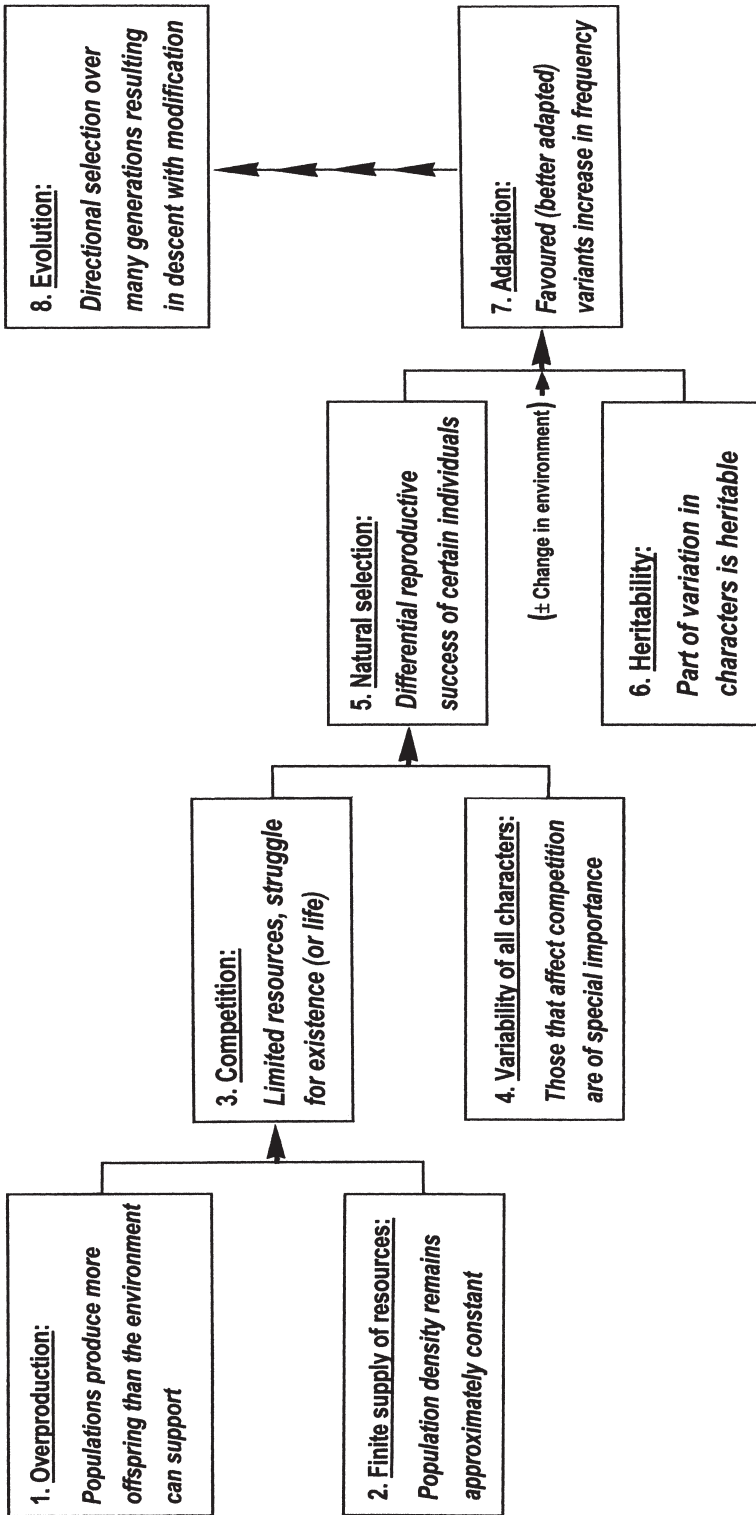 1. Overproduction:
Populations produce more
offspring than the environment
can support
2. Finite supply of resources:
Population density remains
approximately constant
3. Competition:
Limited resources, struggle
for existence (or life)
4. Variability of all characters:
Those that affect competition
are of special importance
5. Natural selection:
Differential reproductive
success of certain individuals
(± Change in environment)
6. Heritability:
Part of variation in
characters is heritable
7. Adaptation:
Favoured (better adapted)
variants increase in frequency
8. Evolution:
Directional selection over
many generations resulting
in descent with modification